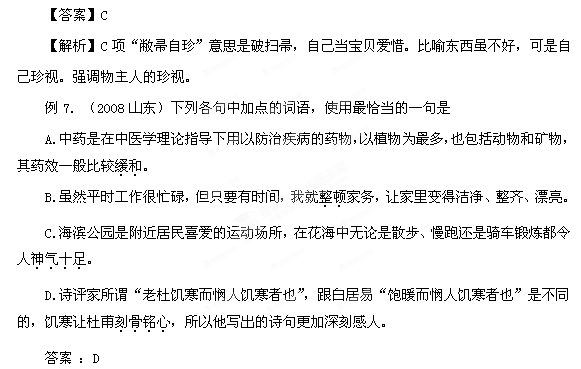 【答案】C
【解析】C 项“敝帚自珍”意思是破扫帚，自己当宝贝爱惜。比喻东西虽不好，可是自
己珍视。强调物主人的珍视。
例 7. （2008 山东）下列各句中加点的词语，使用最恰当的一句是
A.中药是在中医学理论指导下用以防治疾病的药物,以植物为最多,也包括动物和矿物,
其药效一般比较缓和。
B.虽然平时工作很忙碌，但只要有时间，我就整顿家务，让家里变得洁净、整齐、漂亮。
C.海滨公园是附近居民喜爱的运动场所，在花海中无论是散步、慢跑还是骑车锻炼都令
人神气十足。
D.诗评家所谓“老杜饥寒而悯人饥寒者也”，跟白居易“饱暖而悯人饥寒者也”是不同
的，饥寒让杜甫刻骨铭心，所以他写出的诗句更加深刻感人。
答案 ：D